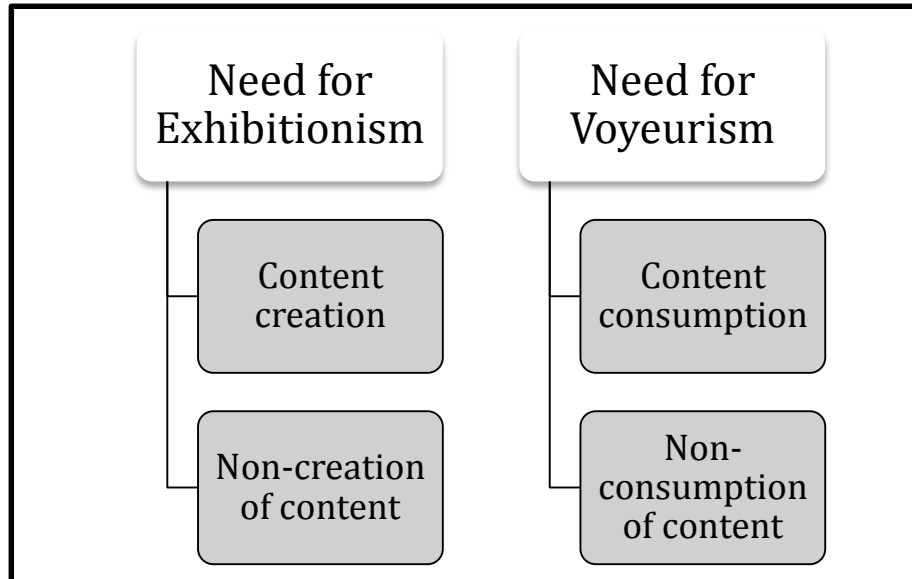 Need for
Exhibitionism
Content
creation
Non-creation
of content
Need for
Voyeurism
Content
consumption
Non-
consumption
of content